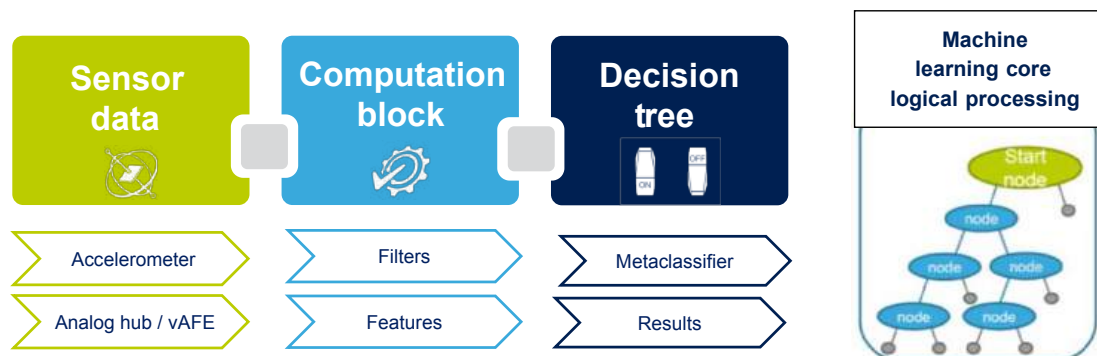 Sensor
data
Computation
block
Decision
tree
ON
OFF
Accelerometer
Analog hub / vAFE
Filters
Features
Metaclassifier
Results
Machine
learning core
logical processing
Start
node
node
node
node
node
node